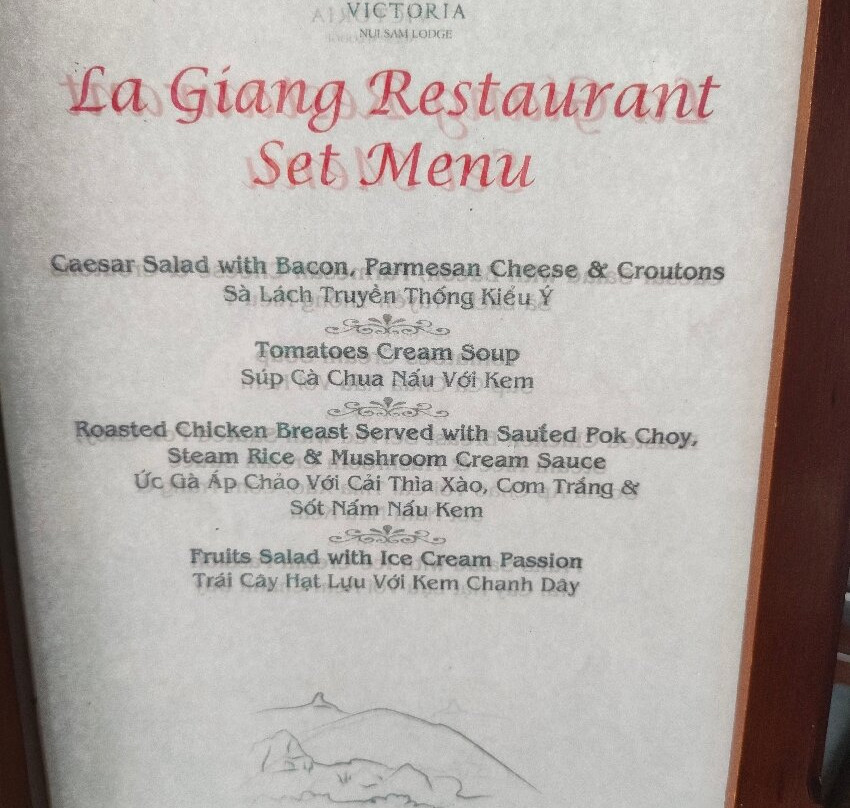 VICTORIA
NUI SAM LODGE
La Giang Restaurant
Set Menu
Caesar Salad with Bacon, Parmesan Cheese & Croutons
Sà Lách Truyền Thống Kiểu Ý
Tomatoes Cream Soup
Súp Cà Chua Nấu Với Kem
Roasted Chicken Breast Served with Sauted Pok Choy,
Steam Rice & Mushroom Cream Sauce
Ức Gà Áp Chảo Với Cải Thìa Xào, Cơm Trắng &
Sốt Nấm Nấu Kem
Fruits Salad with Ice Cream Passion
Trái Cây Hạt Lựu Với Kem Chanh Dây